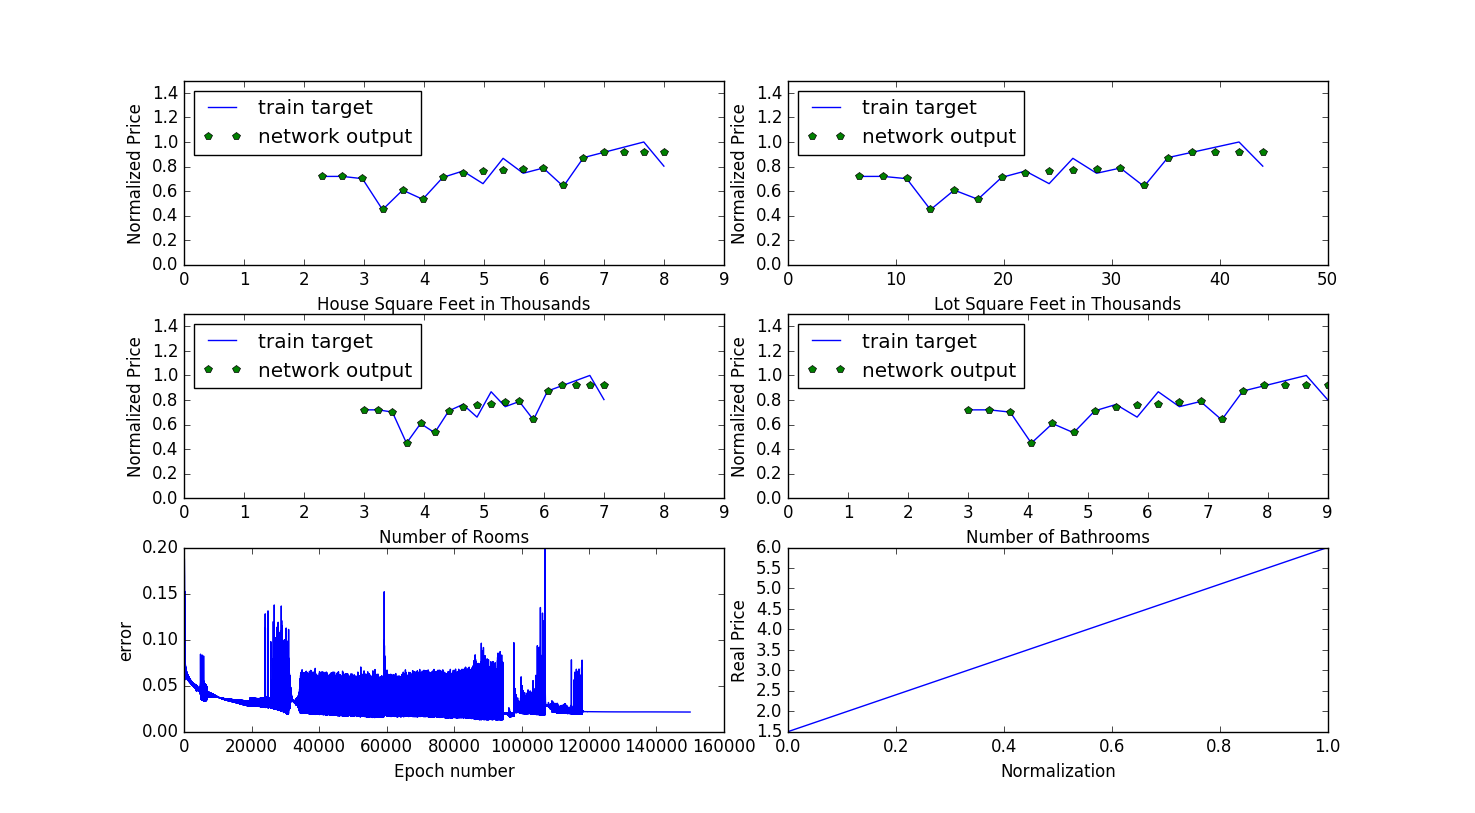 train target
network output
Normalized Price
1.4
1.2
1.0
0.8
0.6
0.4
0.2
0.0
0 1 2 3 4 5 6 7 8 9
House Square Feet in Thousands
train target
network output
Normalized Price
1.4
1.2
1.0
0.8
0.6
0.4
0.2
0.0
0 10 20 30 40 50
Lot Square Feet in Thousands
train target
network output
Normalized Price
1.4
1.2
1.0
0.8
0.6
0.4
0.2
0.0
0 1 2 3 4 5 6 7 8 9
Number of Rooms
train target
network output
Normalized Price
1.4
1.2
1.0
0.8
0.6
0.4
0.2
0.0
0 1 2 3 4 5 6 7 8 9
Number of Bathrooms
error
0.20
0.15
0.10
0.05
0.00
0 20000 40000 60000 80000 100000 120000 140000 160000
Epoch number
Real Price
6.0
5.5
5.0
4.5
4.0
3.5
3.0
2.5
2.0
1.5
0.0 0.2 0.4 0.6 0.8 1.0
Normalization